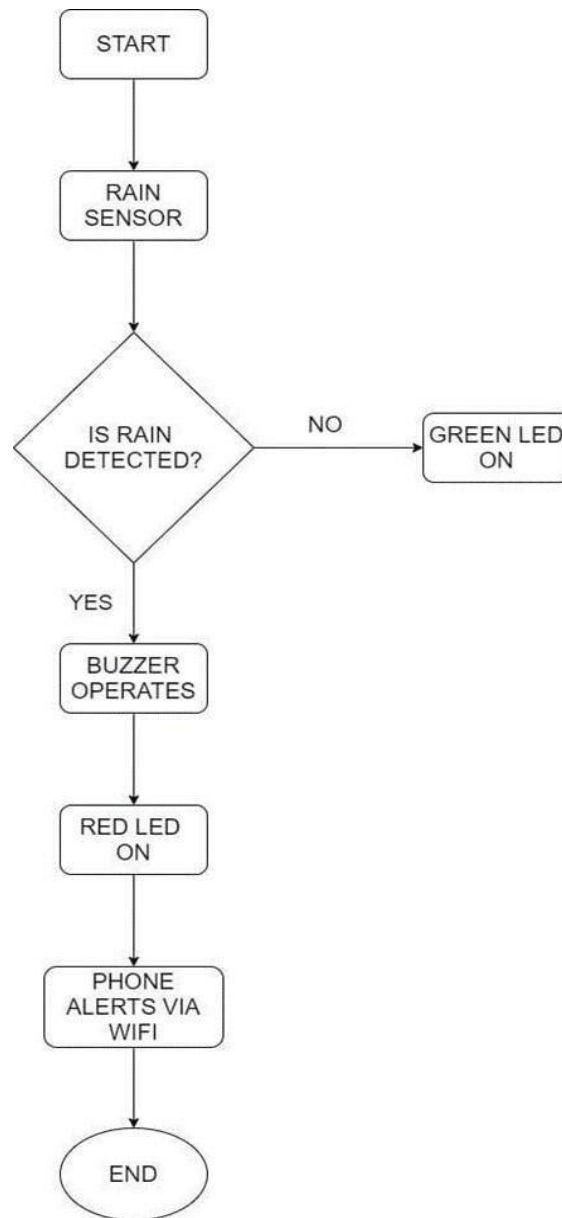 START
RAIN
SENSOR
IS RAIN
DETECTED?
NO
GREEN LED
ON
YES
BUZZER
OPERATES
RED LED
ON
PHONE
ALERTS VIA
WIFI
END